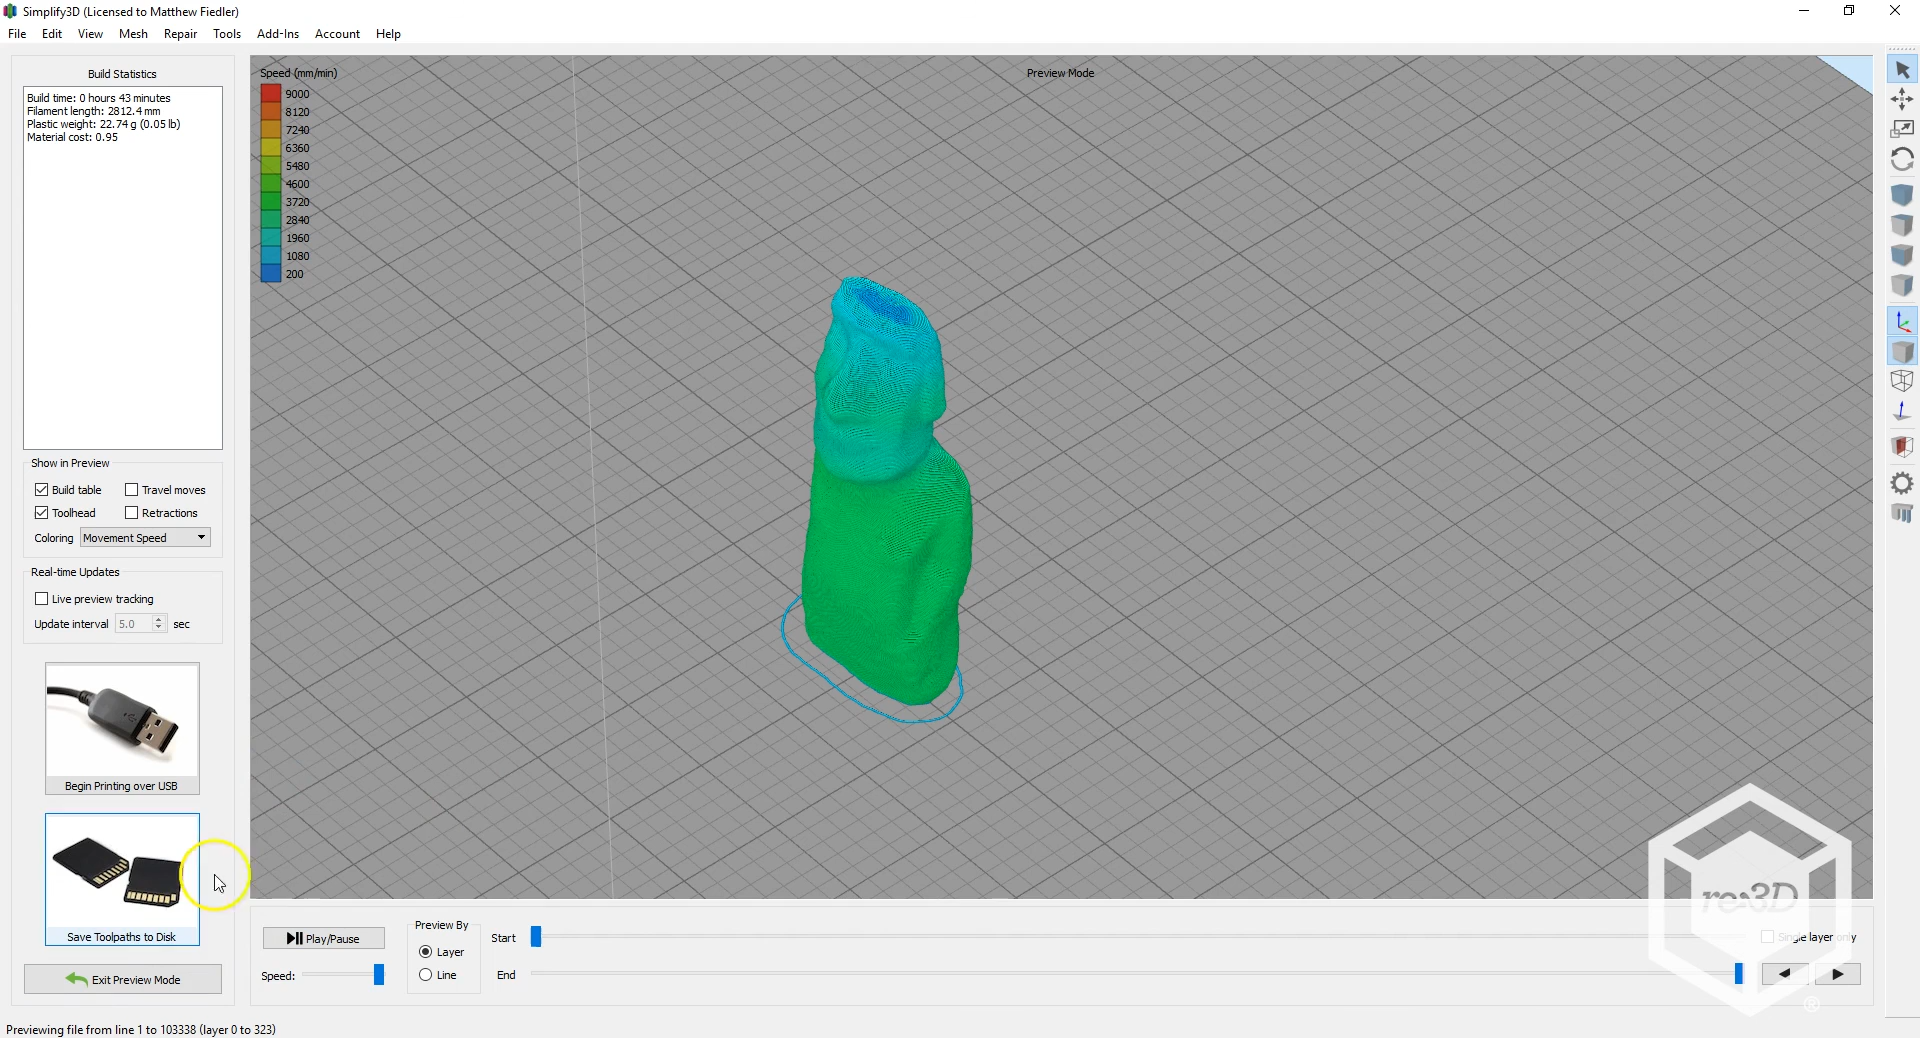 Simplify3D (Licensed to Matthew Fiedler)
File Edit View Mesh Repair Tools Add-Ins Account Help
Build Statistics
Build time: 0 hours 43 minutes
Filament length: 2812.4 mm
Plastic weight: 22.74 g (0.05 lb)
Material cost: 0.95
Show in Preview
Build table Travel moves
Toolhead Retractions
Coloring Movement Speed
Real-time Updates
Live preview tracking
Update interval 5.0 sec
Begin Printing over USB
Save Toolpaths to Disk
Exit Preview Mode
Speed (mm/min)
9000
8120
7240
6360
5480
4600
3720
2840
1960
1080
200
Preview Mode
Play/Pause
Speed:
Preview By
Layer
Line
Start
End
Single layer only
re:3D
®
Previewing file from line 1 to 103338 (layer 0 to 323)